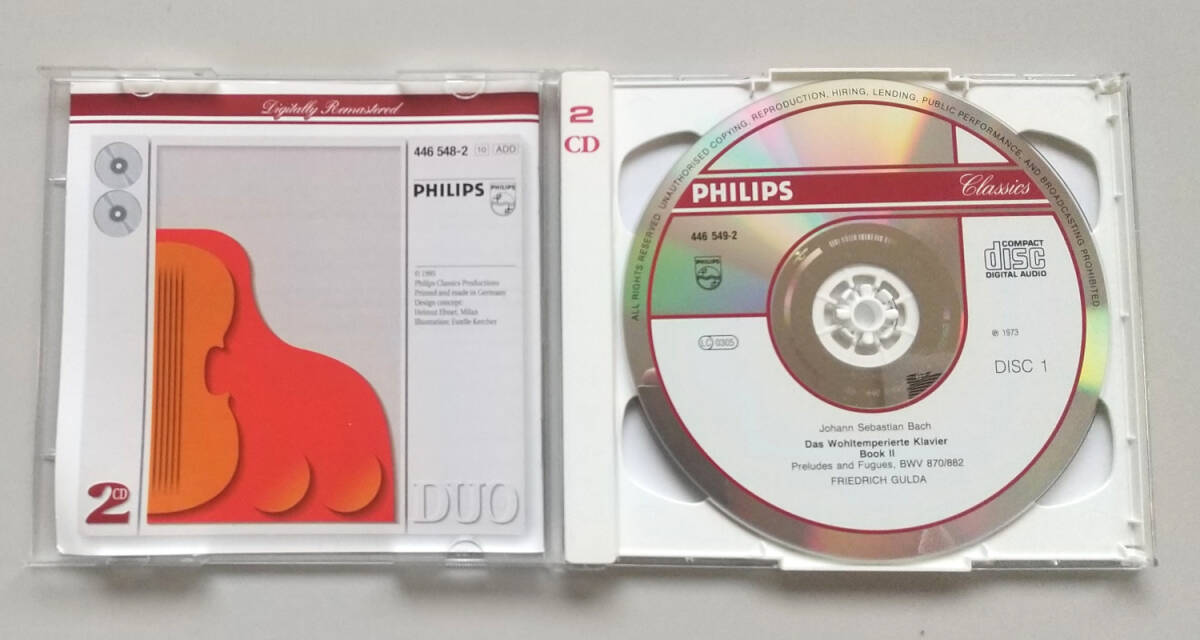 Digitally Remastered
446 548-2 10 ADD
PHILIPS
PHILIPS
© 1995
Philips Classics Productions
Printed and made in Germany
Design concept:
Helmut Ebnet, Milan
Illustration: Estelle Kercher
2CD
DUO
2
CD
ALL RIGHTS RESERVED. UNAUTHORISED COPYING, REPRODUCTION, HIRING, LENDING, PUBLIC PERFORMANCE, AND BROADCASTING PROHIBITED
PHILIPS Classics
446 549-2
PHILIPS
COMPACT
disc
DIGITAL AUDIO
LC 0305
℗ 1973
DISC 1
Johann Sebastian Bach
Das Wohltemperierte Klavier
Book II
Preludes and Fugues, BWV 870/882
FRIEDRICH GULDA